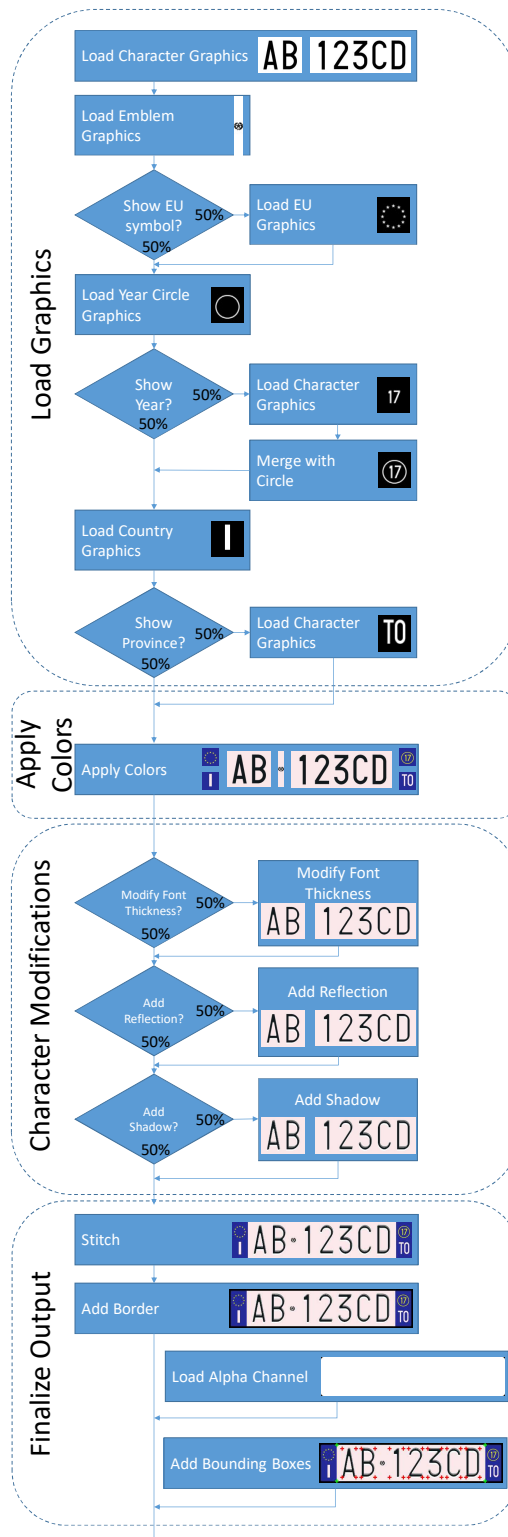 Load Graphics
Load Character Graphics AB 123CD
Load Emblem
Graphics
Show EU
symbol?
50%
50%
Load EU
Graphics
Load Year Circle
Graphics
Show
Year?
50%
50%
Load Character
Graphics
17
Merge with
Circle
17
Load Country
Graphics
I
Show
Province?
50%
50%
Load Character
Graphics
TO
Apply
Colors
Apply Colors I AB 123CD 17 TO
Character Modifications
Modify Font
Thickness?
50%
50%
Modify Font
Thickness
AB 123CD
Add
Reflection?
50%
50%
Add Reflection
AB 123CD
Add
Shadow?
50%
50%
Add Shadow
AB 123CD
Finalize Output
Stitch I AB 123CD 17 TO
Add Border I AB 123CD 17 TO
Load Alpha Channel
Add Bounding Boxes I AB 123CD 17 TO